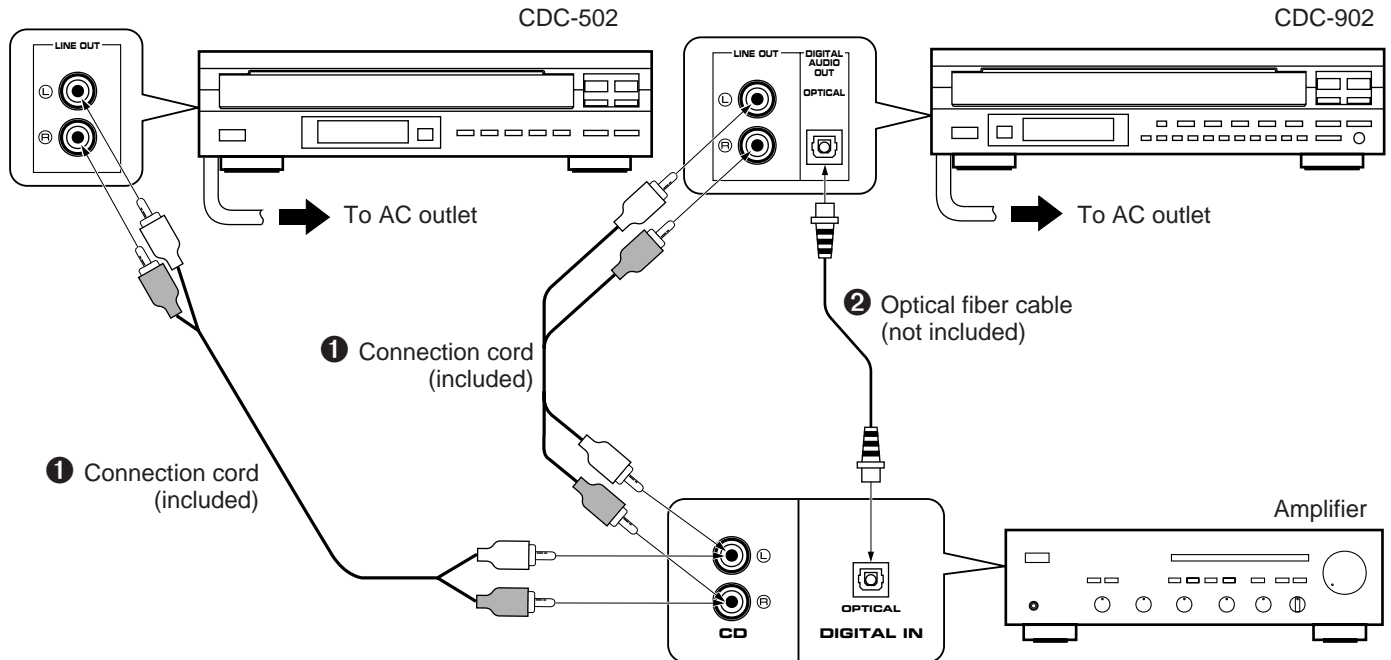 CDC-502
CDC-902
LINE OUT
L
R
To AC outlet
LINE OUT
DIGITAL
AUDIO
OUT
OPTICAL
L
R
To AC outlet
❷ Optical fiber cable
(not included)
❶ Connection cord
(included)
❶ Connection cord
(included)
Amplifier
L
R
CD
OPTICAL
DIGITAL IN